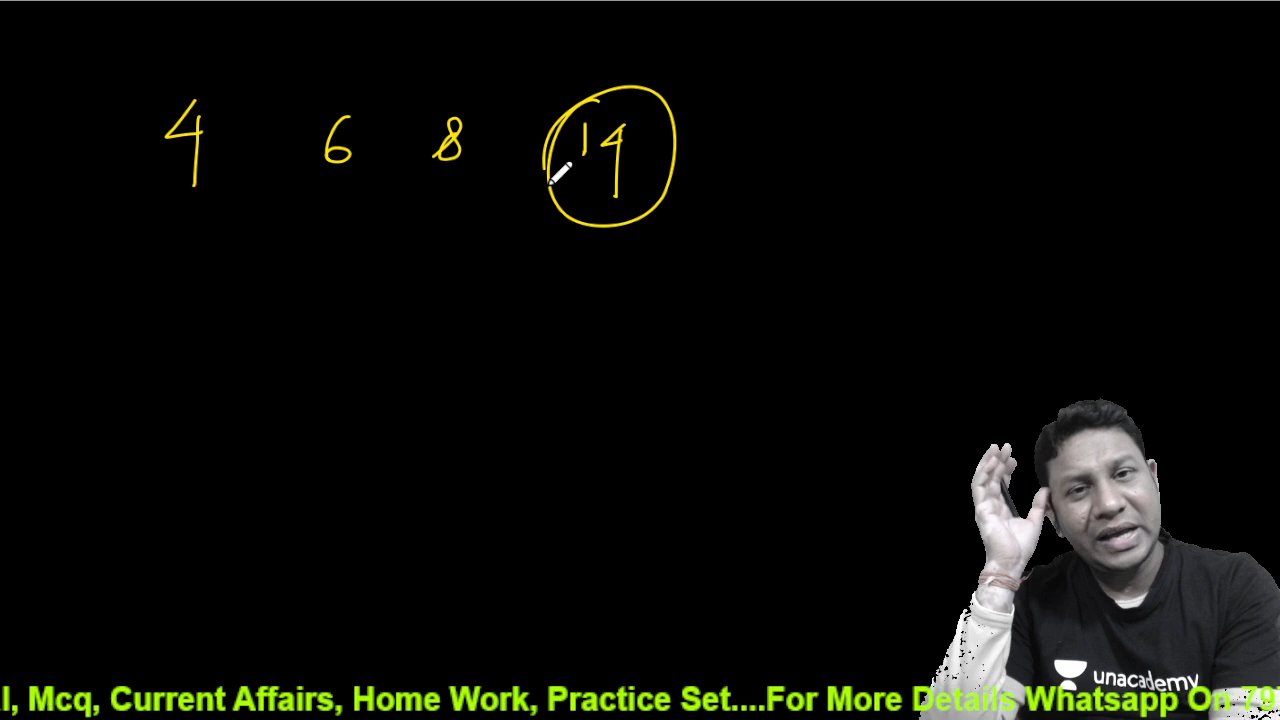 4 6 8 14
unacademy
l, Mcq, Current Affairs, Home Work, Practice Set....For More Details Whatsapp On 79